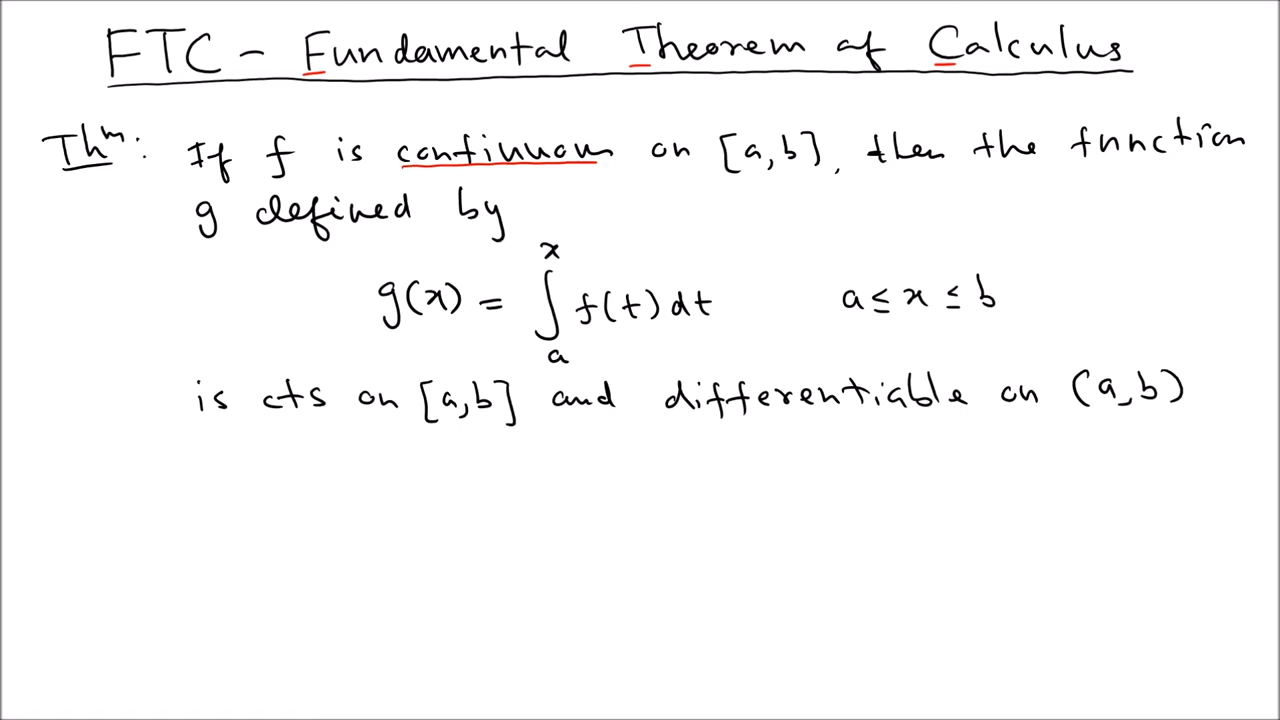 FTC - Fundamental Theorem of Calculus
Thᵐ: If f is continuous on [a,b], then the function
g defined by
g(x) = ∫ₐˣ f(t) dt a ≤ x ≤ b
is cts on [a,b] and differentiable on (a,b)